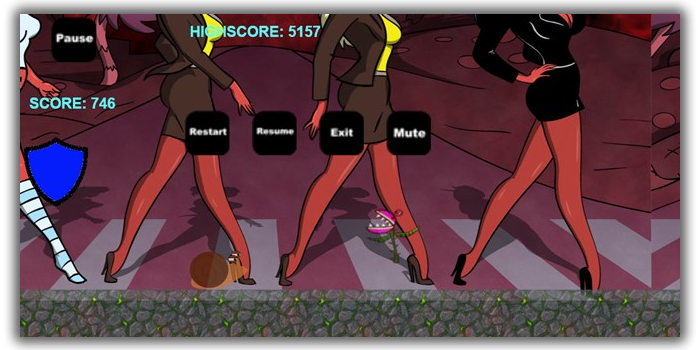 Pause
HIGHSCORE: 5157
SCORE: 746
Restart
Resume
Exit
Mute